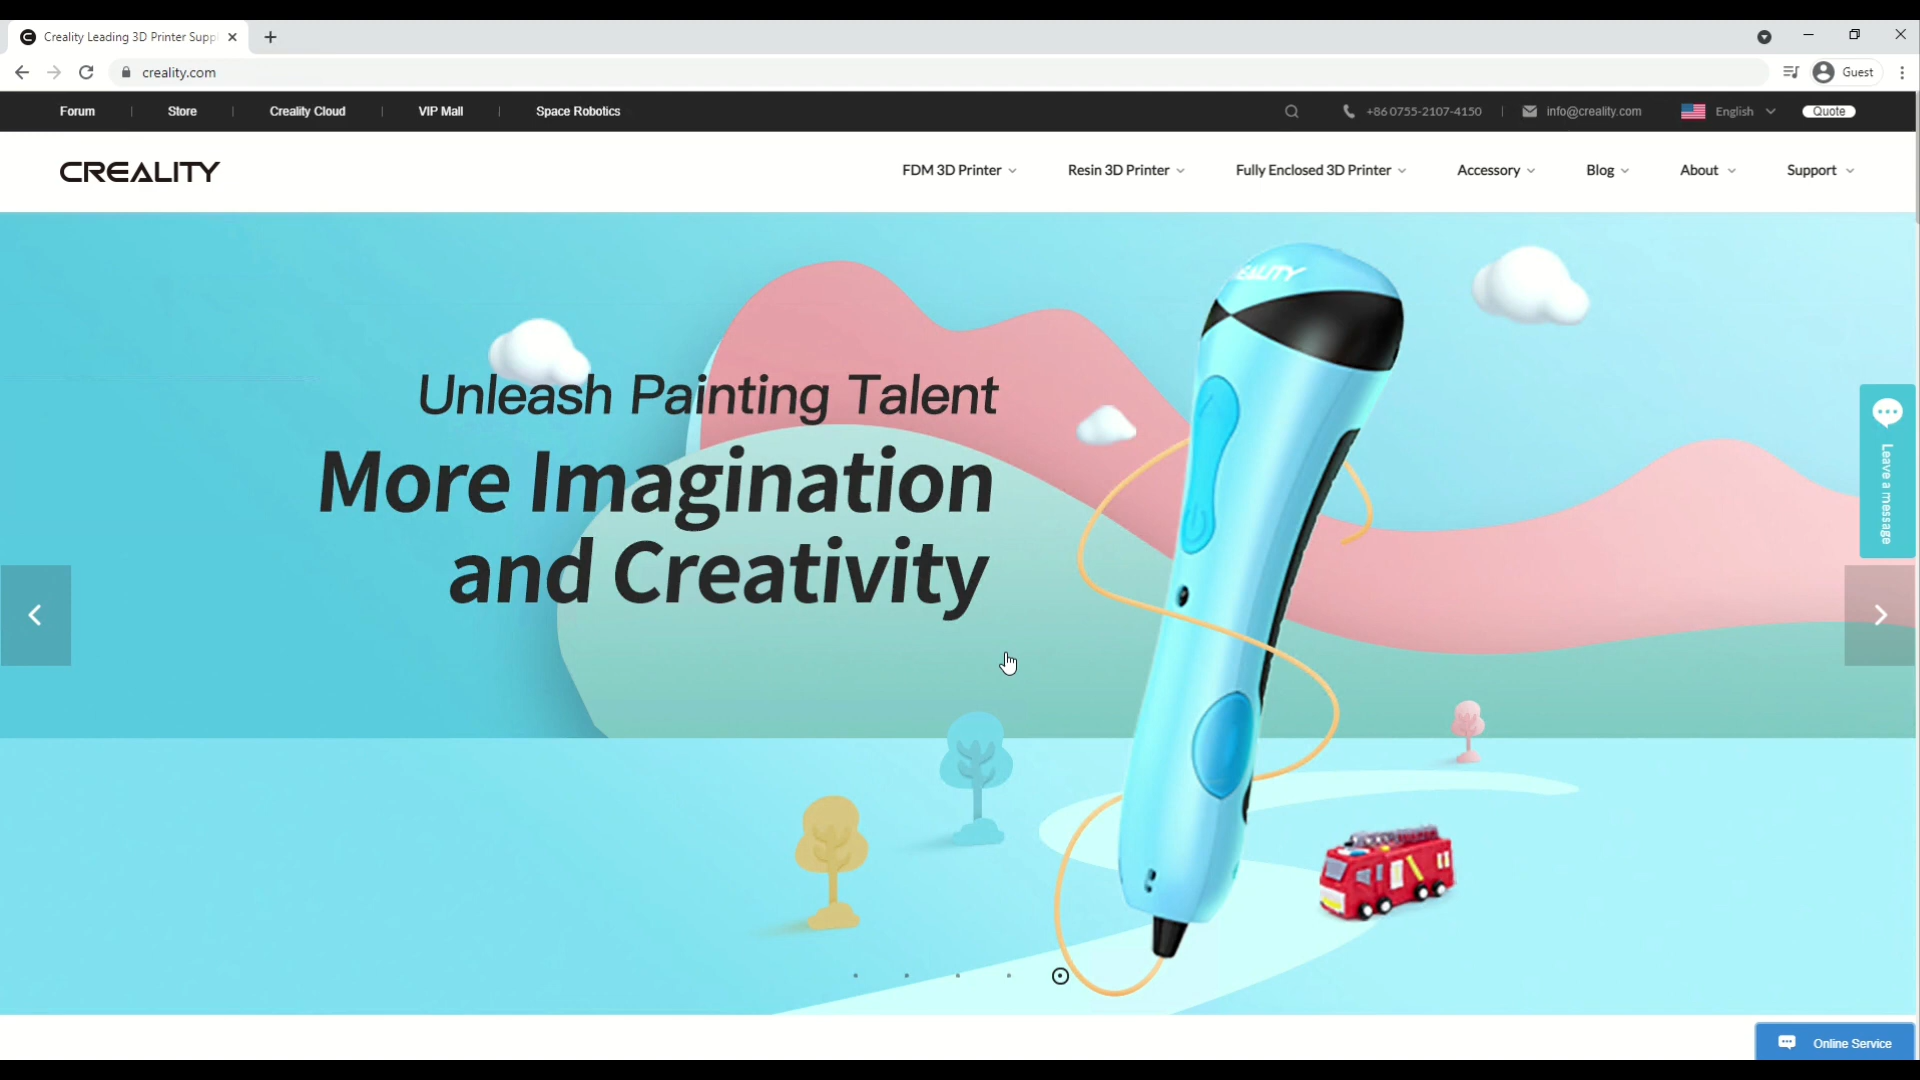 Creality Leading 3D Printer Supp
creality.com
Guest
Forum
Store
Creality Cloud
VIP Mall
Space Robotics
+86 0755-2107-4150
info@creality.com
English
Quote
CREALITY
FDM 3D Printer
Resin 3D Printer
Fully Enclosed 3D Printer
Accessory
Blog
About
Support
EALITY
Unleash Painting Talent
More Imagination
and Creativity
Leave a message
Online Service